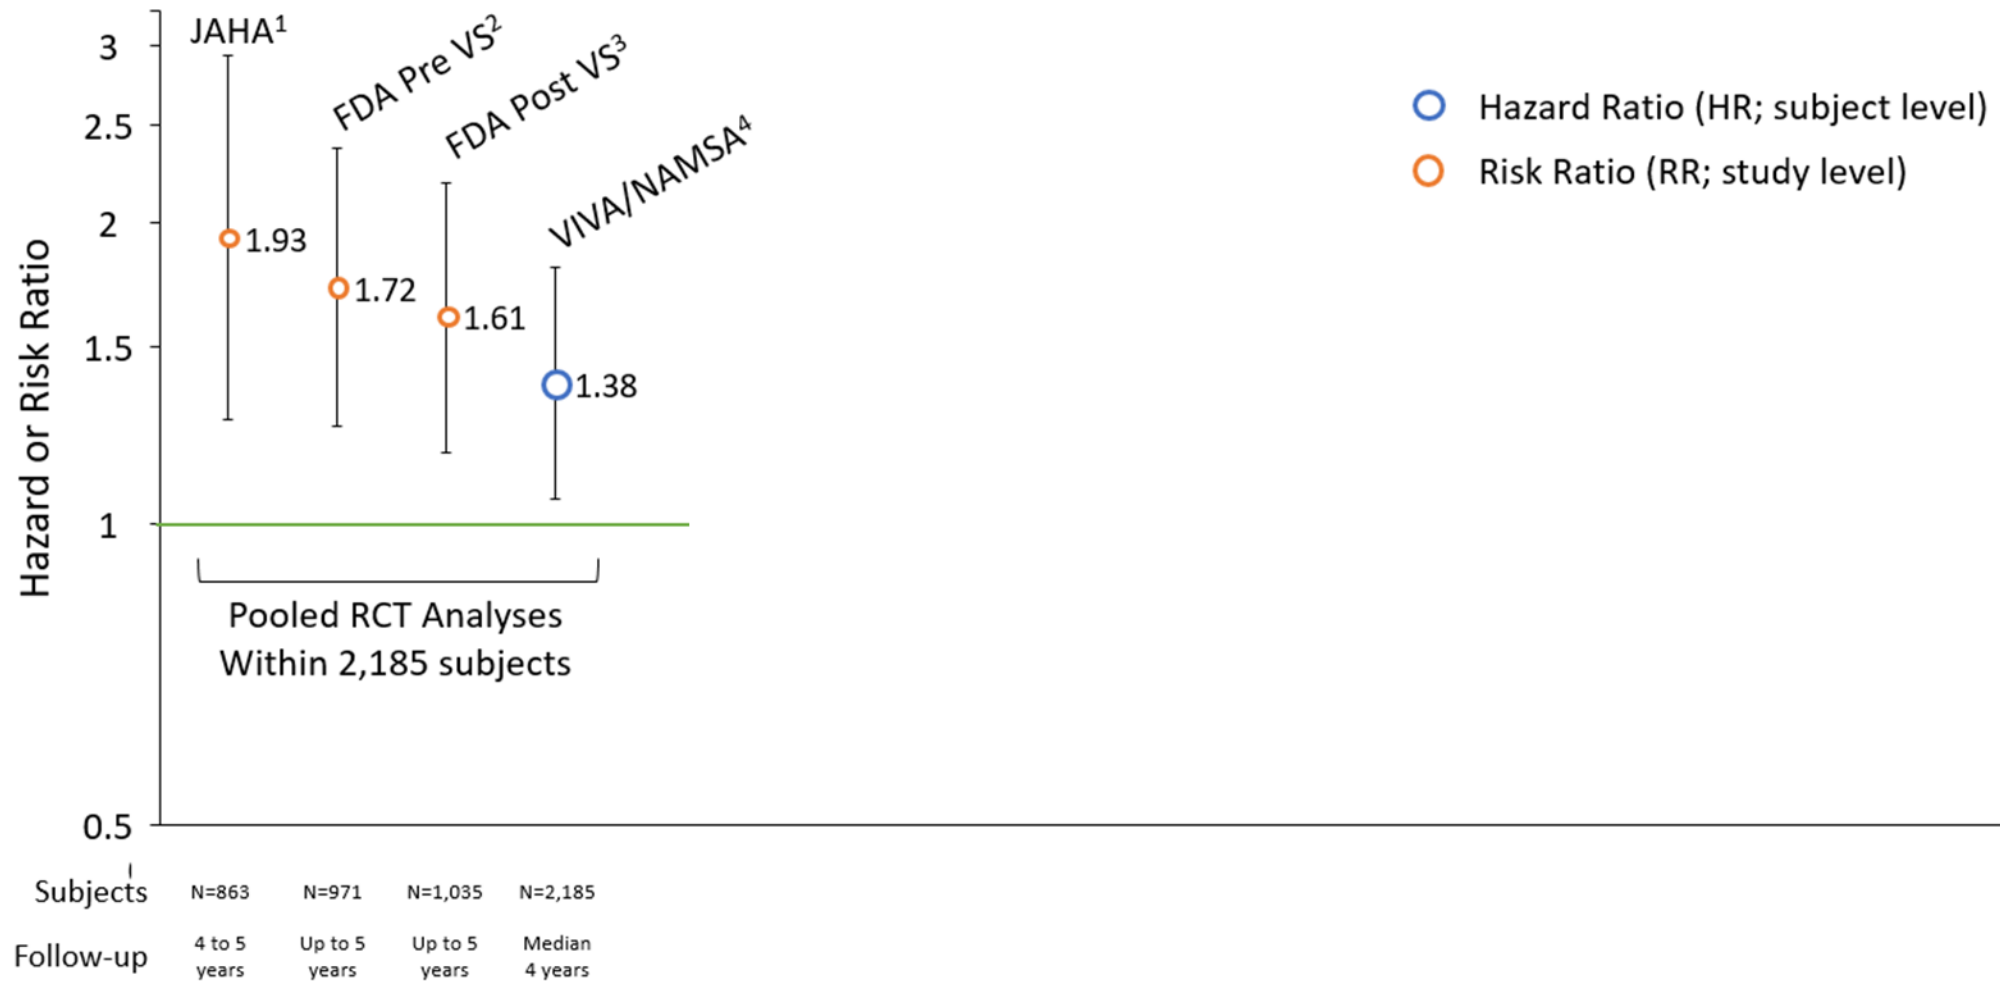 JAHA1
FDA Pre VS2
FDA Post VS3
VIVA/NAMSA4
Hazard Ratio (HR; subject level)
Risk Ratio (RR; study level)
Hazard or Risk Ratio
3
2.5
2
1.5
1
0.5
1.93
1.72
1.61
1.38
Pooled RCT Analyses
Within 2,185 subjects
Subjects N=863 N=971 N=1,035 N=2,185
Follow-up
4 to 5
years
Up to 5
years
Up to 5
years
Median
4 years